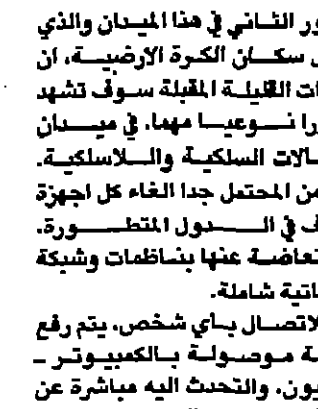 ور الثاني في هذا الميدان والذي
سكان الكرة الارضية، ان
ات القليلة المقبلة سوف تشهد
ورا نوعيا مهما، في ميدان
الات السلكية واللاسلكية.
من المحتمل جدا الغاء كل اجهزة
ف في الدول المتطورة.
تعاضة عنها بناظمات وشبكة
اتية شاملة.
لاتصال باي شخص، يتم رفع
ة موصولة بالكمبيوتر -
يون، والتحدث اليه مباشرة عن